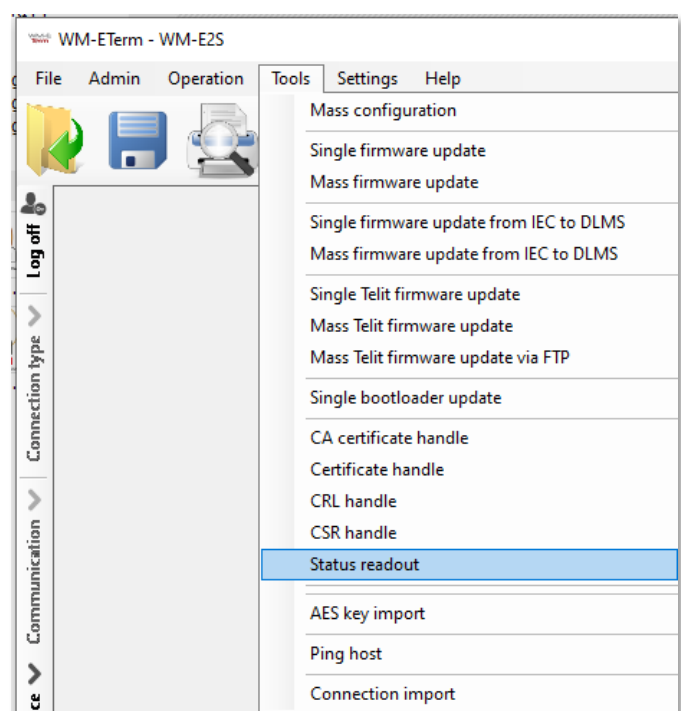 WM-ETerm - WM-E2S
File Admin Operation Tools Settings Help
Mass configuration
Single firmware update
Mass firmware update
Single firmware update from IEC to DLMS
Mass firmware update from IEC to DLMS
Single Telit firmware update
Mass Telit firmware update
Mass Telit firmware update via FTP
Single bootloader update
CA certificate handle
Certificate handle
CRL handle
CSR handle
Status readout
AES key import
Ping host
Connection import
Log off
Connection type
Communication